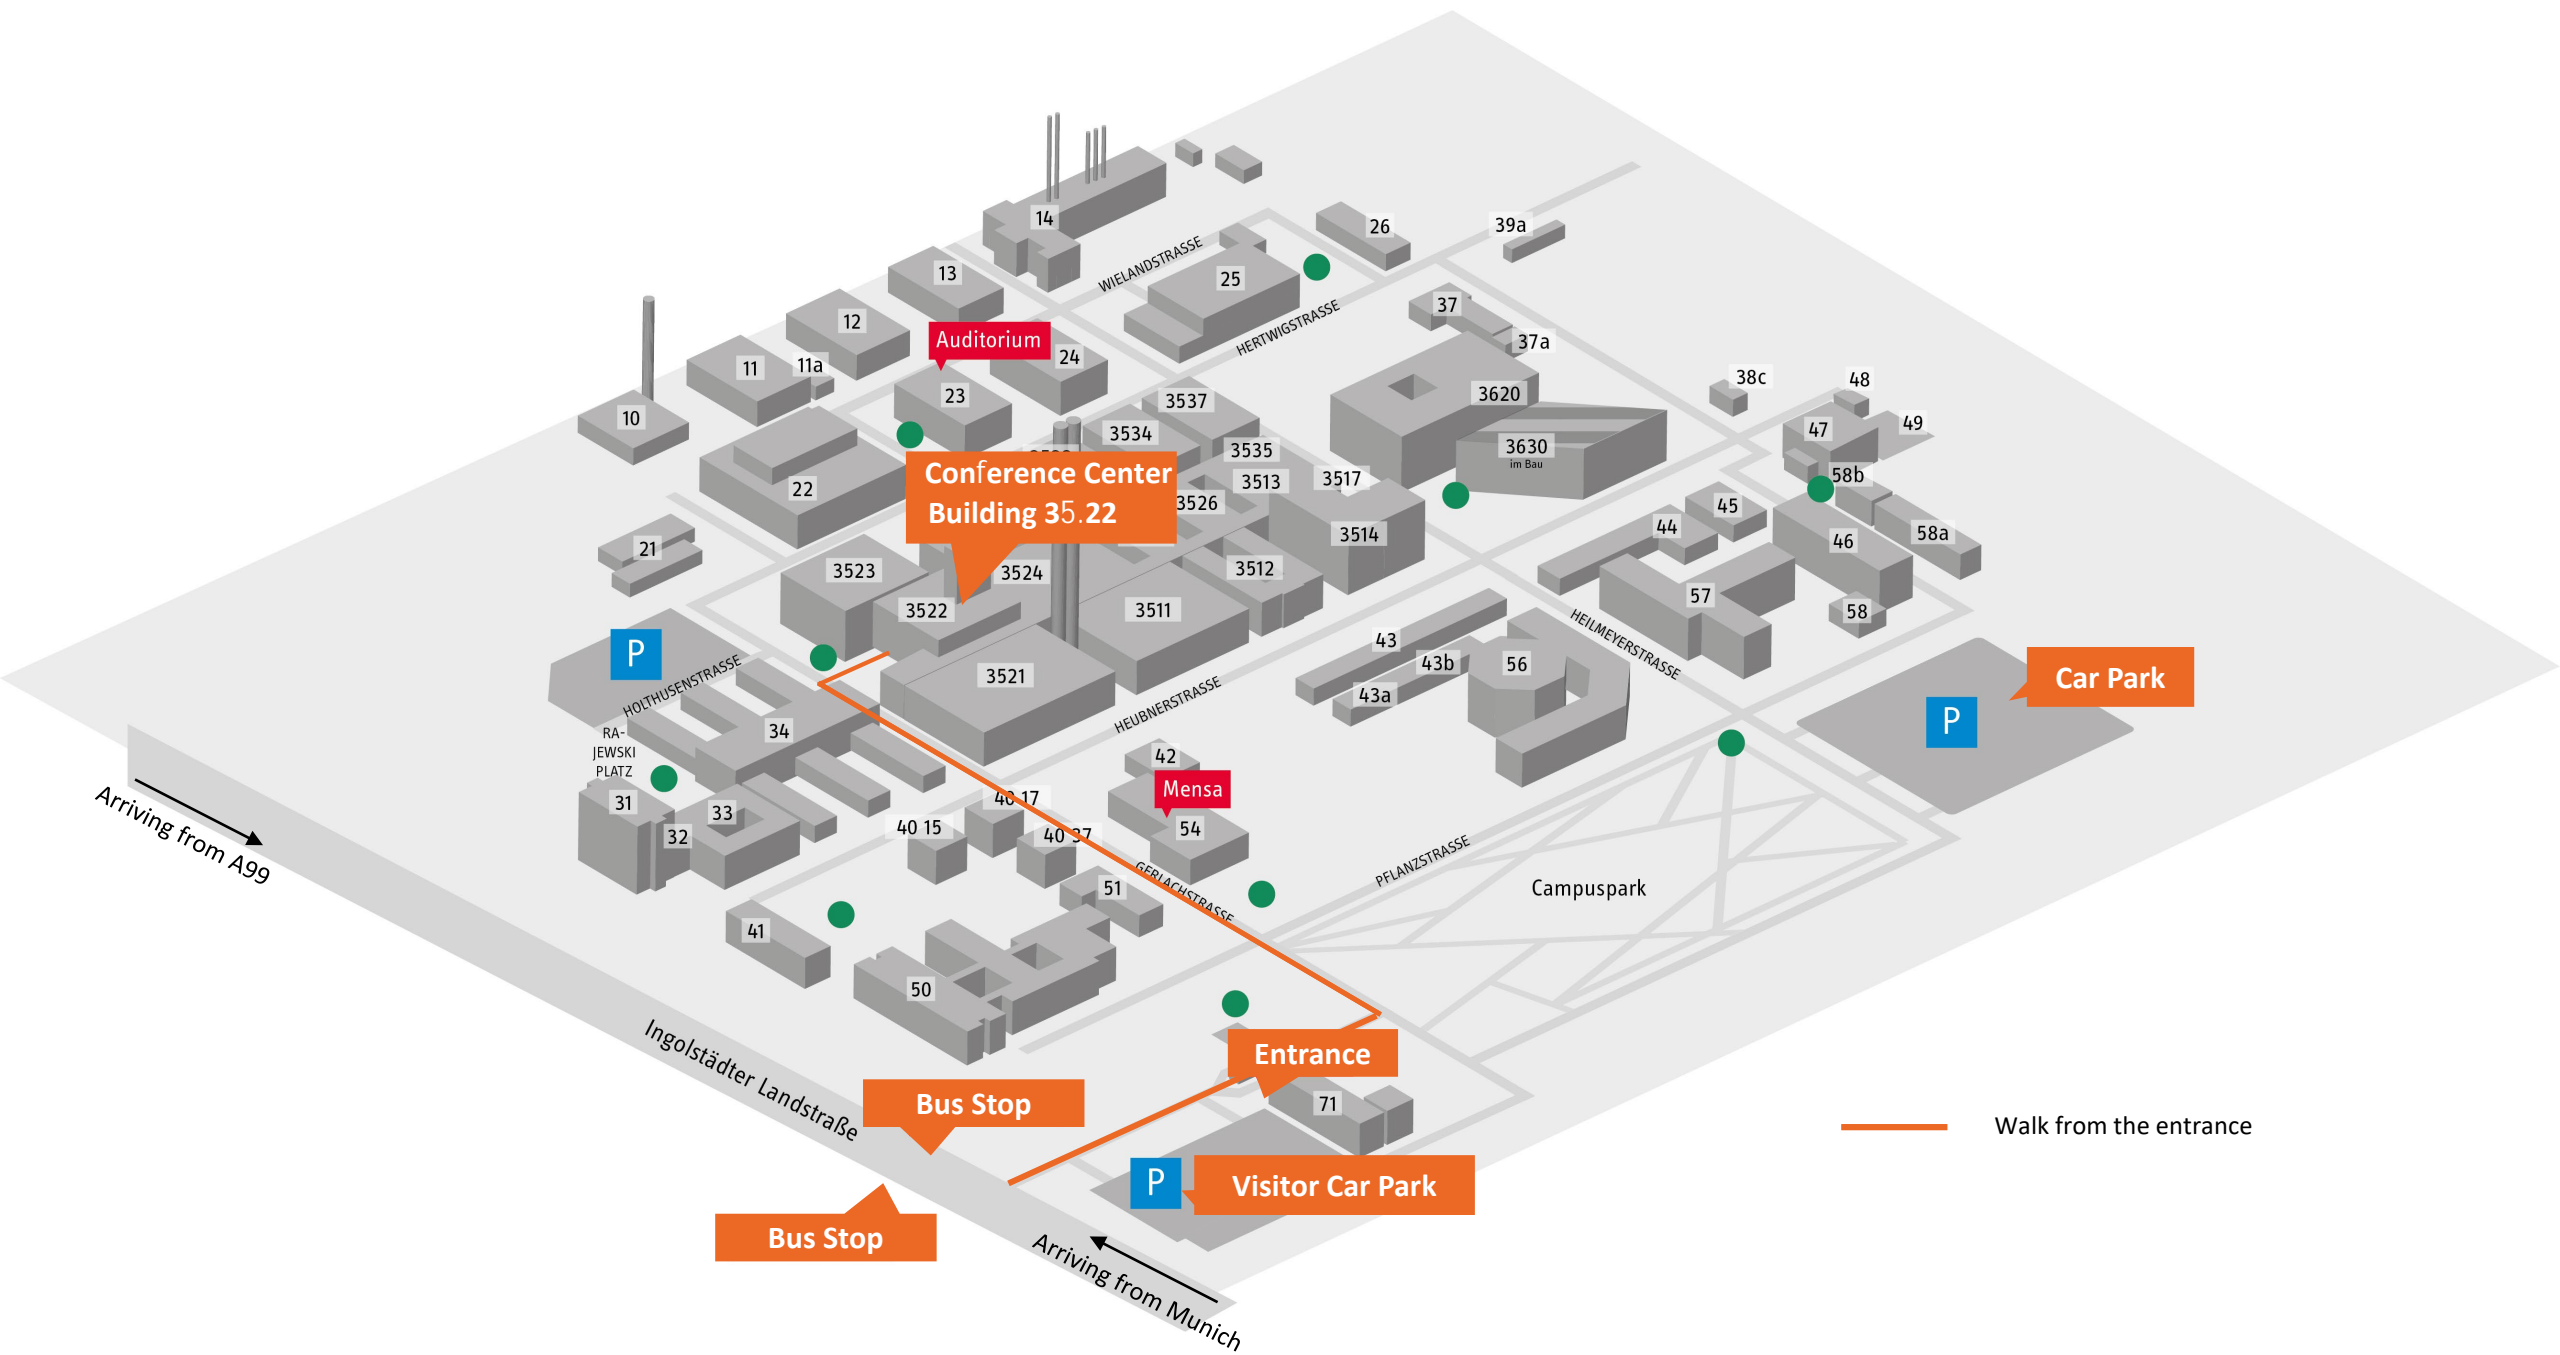 14
26
39a
WIELANDSTRASSE
13
25
37
HERTWIGSTRASSE
12
Auditorium
24
37a
11
11a
38c
48
23
3537
3620
10
49
47
3534
3630
im Bau
3535
Conference Center
Building 35.22
3513
3517
58b
22
3526
45
44
3514
58a
46
21
3523
3524
3512
57
3522
3511
58
HEILMEYERSTRASSE
43
P
43b
56
HOLTHUSENSTRASSE
3521
HEUBNERSTRASSE
43a
Car Park
P
34
RA-
JEWSKI
PLATZ
42
Mensa
31
33
32
40 17
40 15
40 37
54
Arriving from A99
GERLACHSTRASSE
PFLANZSTRASSE
51
Campuspark
41
50
Ingolstädter Landstraße
Entrance
Bus Stop
71
Walk from the entrance
P
Visitor Car Park
Bus Stop
Arriving from Munich